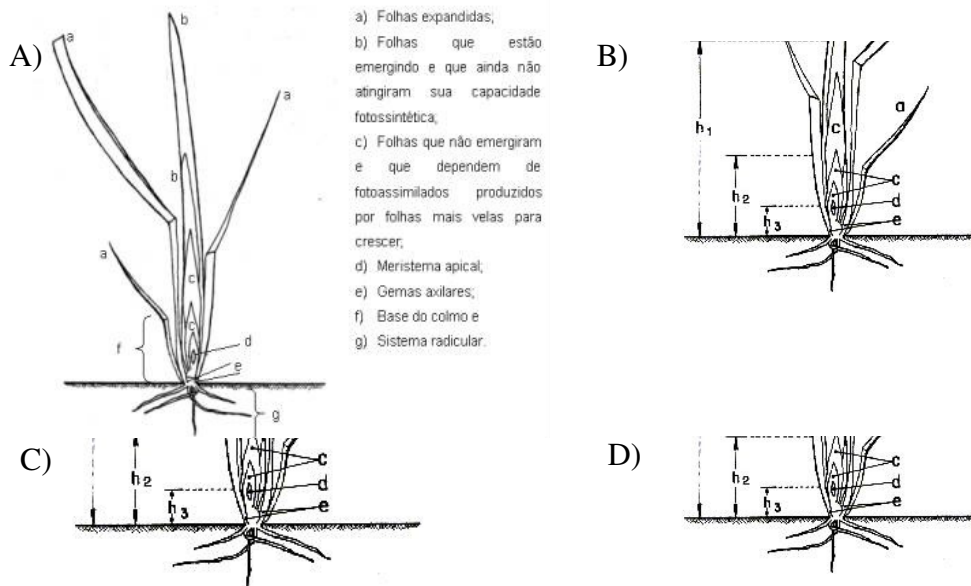 A)
a
b
a
b
a
c
c
d
f
e
g
a) Folhas expandidas;
b) Folhas que estão
emergindo e que ainda não
atingiram sua capacidade
fotossintética;
c) Folhas que não emergiram
e que dependem de
fotoassimilados produzidos
por folhas mais velas para
crescer;
d) Meristema apical;
e) Gemas axilares;
f) Base do colmo e
g) Sistema radicular.
B)
h1
a
c
h2
c
d
h3
e
C)
h2
c
d
h3
e
D)
h2
c
d
h3
e